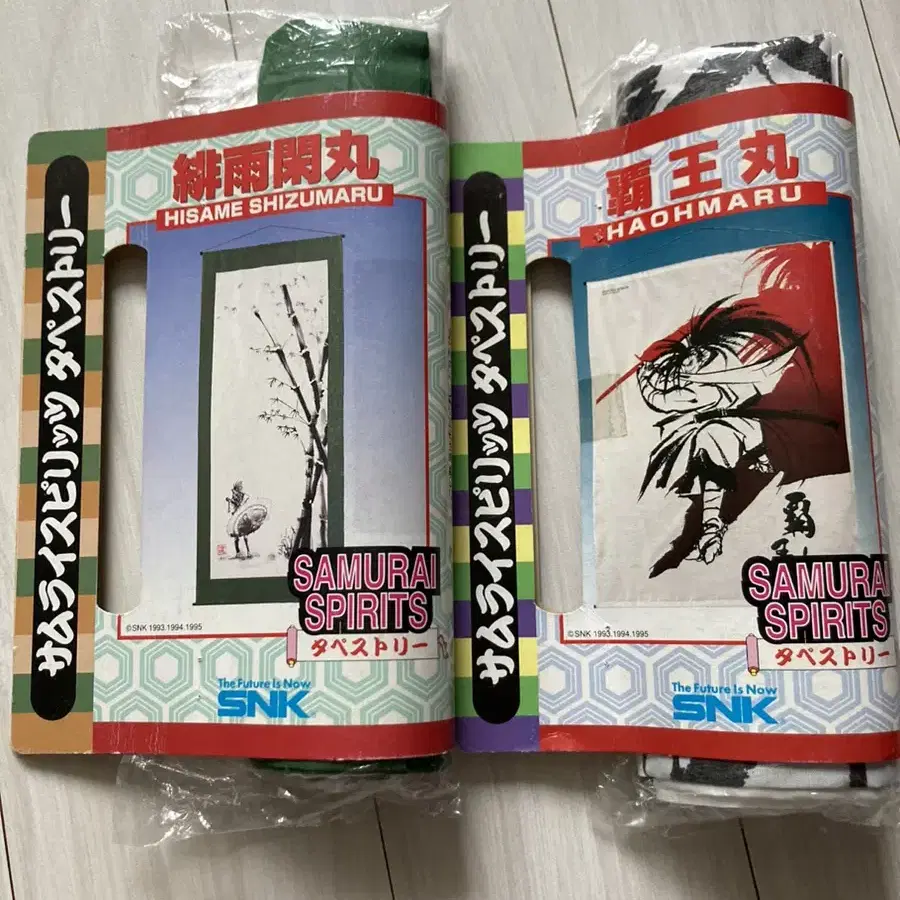 サムライスピリッツ タペストリー
緋雨閑丸
HISAME SHIZUMARU
©SNK 1993.1994.1995
SAMURAI
SPIRITS
タペストリー
The Future Is Now
SNK
サムライスピリッツ タペストリー
覇王丸
HAOHMARU
覇
©SNK 1993.1994.1995
SAMURAI
SPIRITS
タペストリー
The Future Is Now
SNK